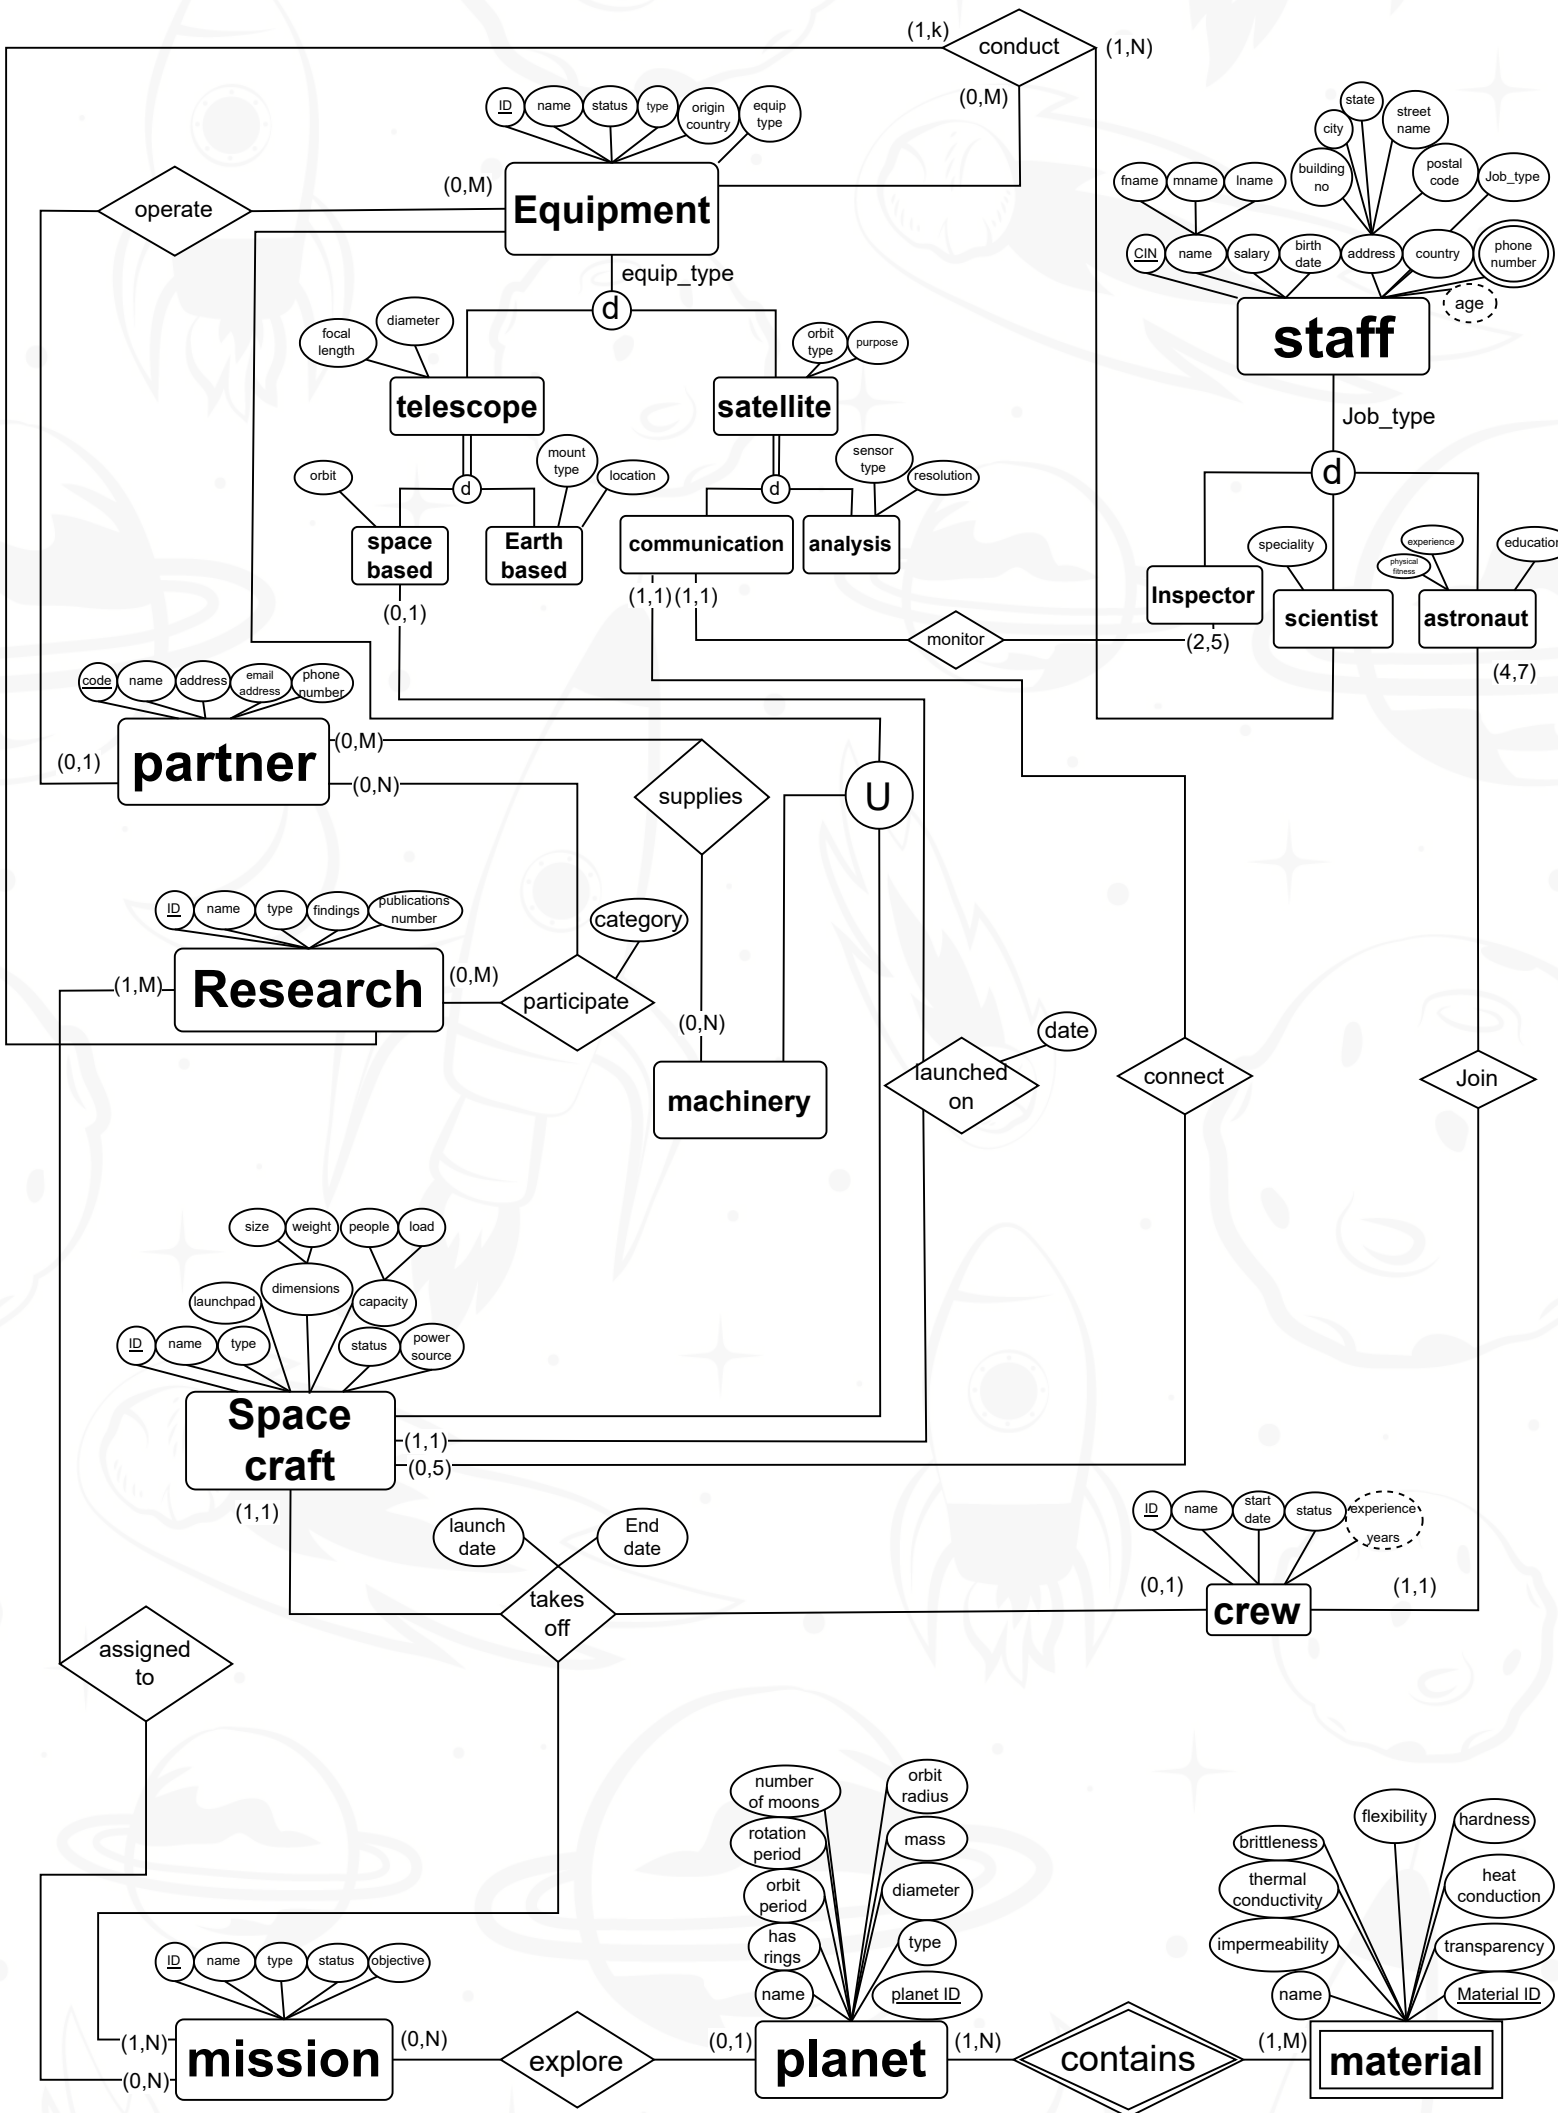 (1,k)
conduct
(1,N)
(0,M)
ID
name
status
type
origin
country
equip
type
Equipment
(0,M)
operate
equip_type
d
state
city
street
name
building
no
postal
code
Job_type
fname
mname
lname
CIN
name
salary
birth
date
address
country
phone
number
age
staff
Job_type
d
focal
length
diameter
orbit
type
purpose
telescope
satellite
orbit
mount
type
location
d
sensor
type
resolution
d
space
based
Earth
based
communication
analysis
(0,1)
(1,1)
(1,1)
monitor
(2,5)
speciality
experience
physical
fitness
education
Inspector
scientist
astronaut
(4,7)
code
name
address
email
address
phone
number
partner
(0,1)
(0,M)
(0,N)
supplies
U
ID
name
type
findings
publications
number
category
Research
(1,M)
(0,M)
participate
(0,N)
machinery
date
launched
on
connect
Join
size
weight
people
load
launchpad
dimensions
capacity
ID
name
type
status
power
source
Space
craft
(1,1)
(0,5)
(1,1)
launch
date
End
date
takes
off
ID
name
start
date
status
experience
years
(0,1)
crew
(1,1)
assigned
to
number
of moons
rotation
period
orbit
period
has
rings
name
orbit
radius
mass
diameter
type
planet ID
flexibility
brittleness
thermal
conductivity
impermeability
name
hardness
heat
conduction
transparency
Material ID
ID
name
type
status
objective
(1,N)
(0,N)
mission
(0,N)
explore
(0,1)
planet
(1,N)
contains
(1,M)
material